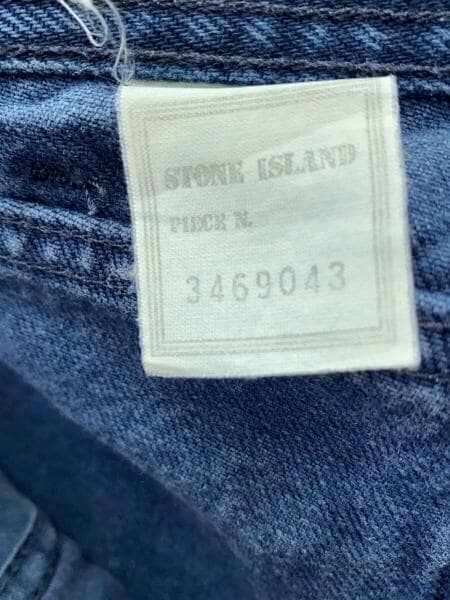 STONE ISLAND
PIECE N.
3469043